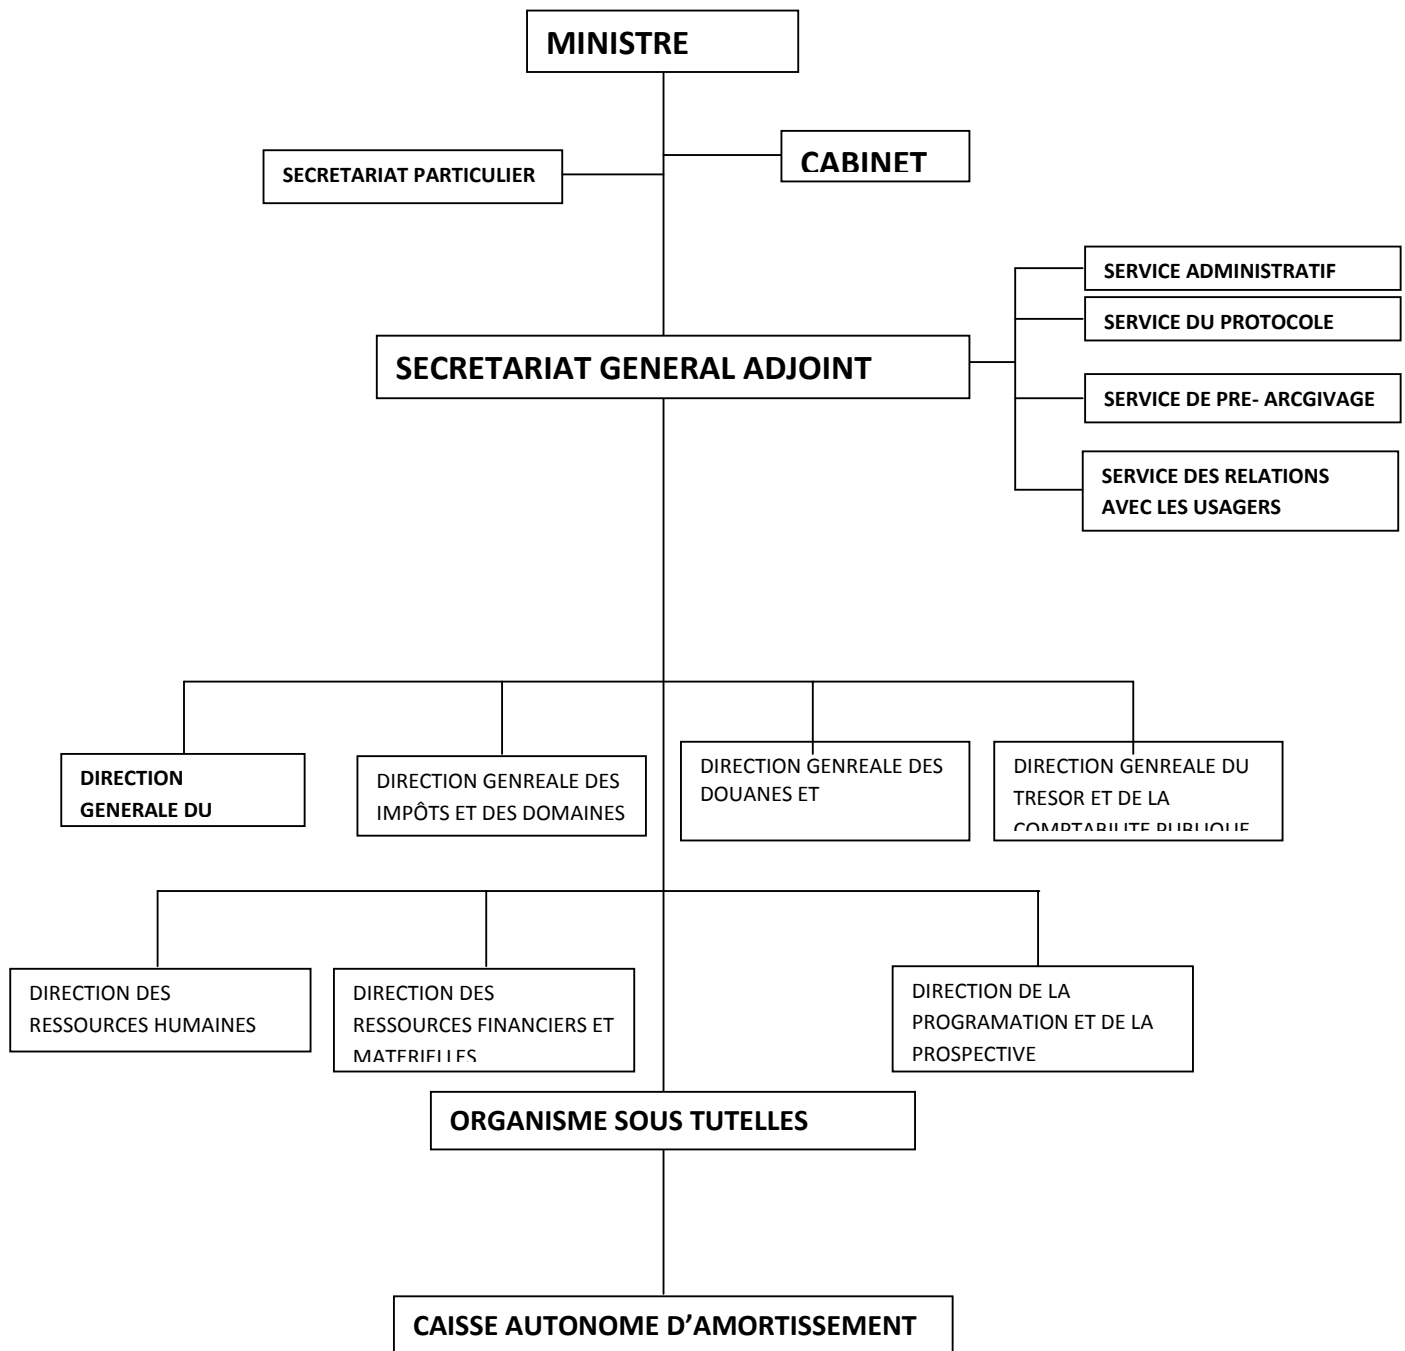 MINISTRE
CABINET
SECRETARIAT PARTICULIER
SERVICE ADMINISTRATIF
SERVICE DU PROTOCOLE
SECRETARIAT GENERAL ADJOINT
SERVICE DE PRE- ARCGIVAGE
SERVICE DES RELATIONS
AVEC LES USAGERS
DIRECTION
GENERALE DU
DIRECTION GENREALE DES
IMPÔTS ET DES DOMAINES
DIRECTION GENREALE DES
DOUANES ET
DIRECTION GENREALE DU
TRESOR ET DE LA
COMPTABILITE PUBLIQUE
DIRECTION DES
RESSOURCES HUMAINES
DIRECTION DES
RESSOURCES FINANCIERS ET
MATERIELLES
DIRECTION DE LA
PROGRAMATION ET DE LA
PROSPECTIVE
ORGANISME SOUS TUTELLES
CAISSE AUTONOME D’AMORTISSEMENT